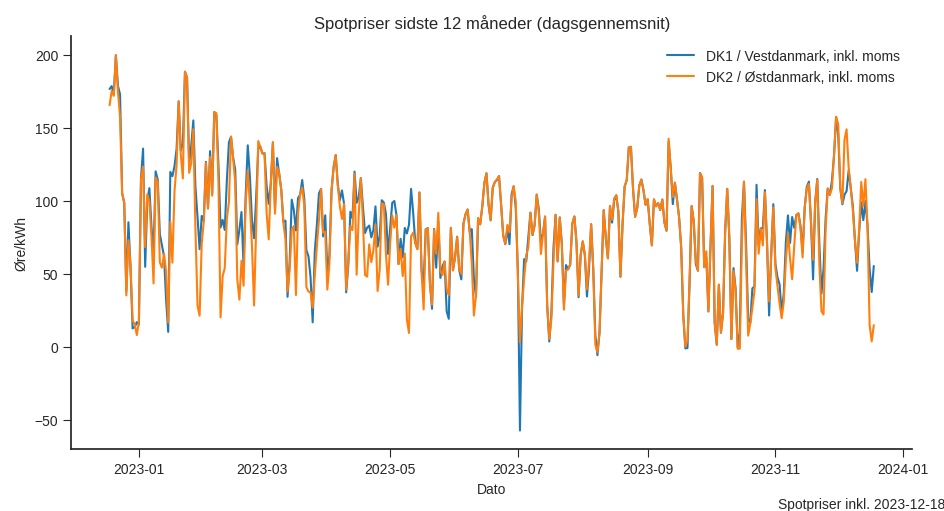 Spotpriser sidste 12 måneder (dagsgennemsnit)
DK1 / Vestdanmark, inkl. moms
DK2 / Østdanmark, inkl. moms
Øre/kWh
200
150
100
50
0
−50
2023-01 2023-03 2023-05 2023-07 2023-09 2023-11 2024-01
Dato
Spotpriser inkl. 2023-12-18